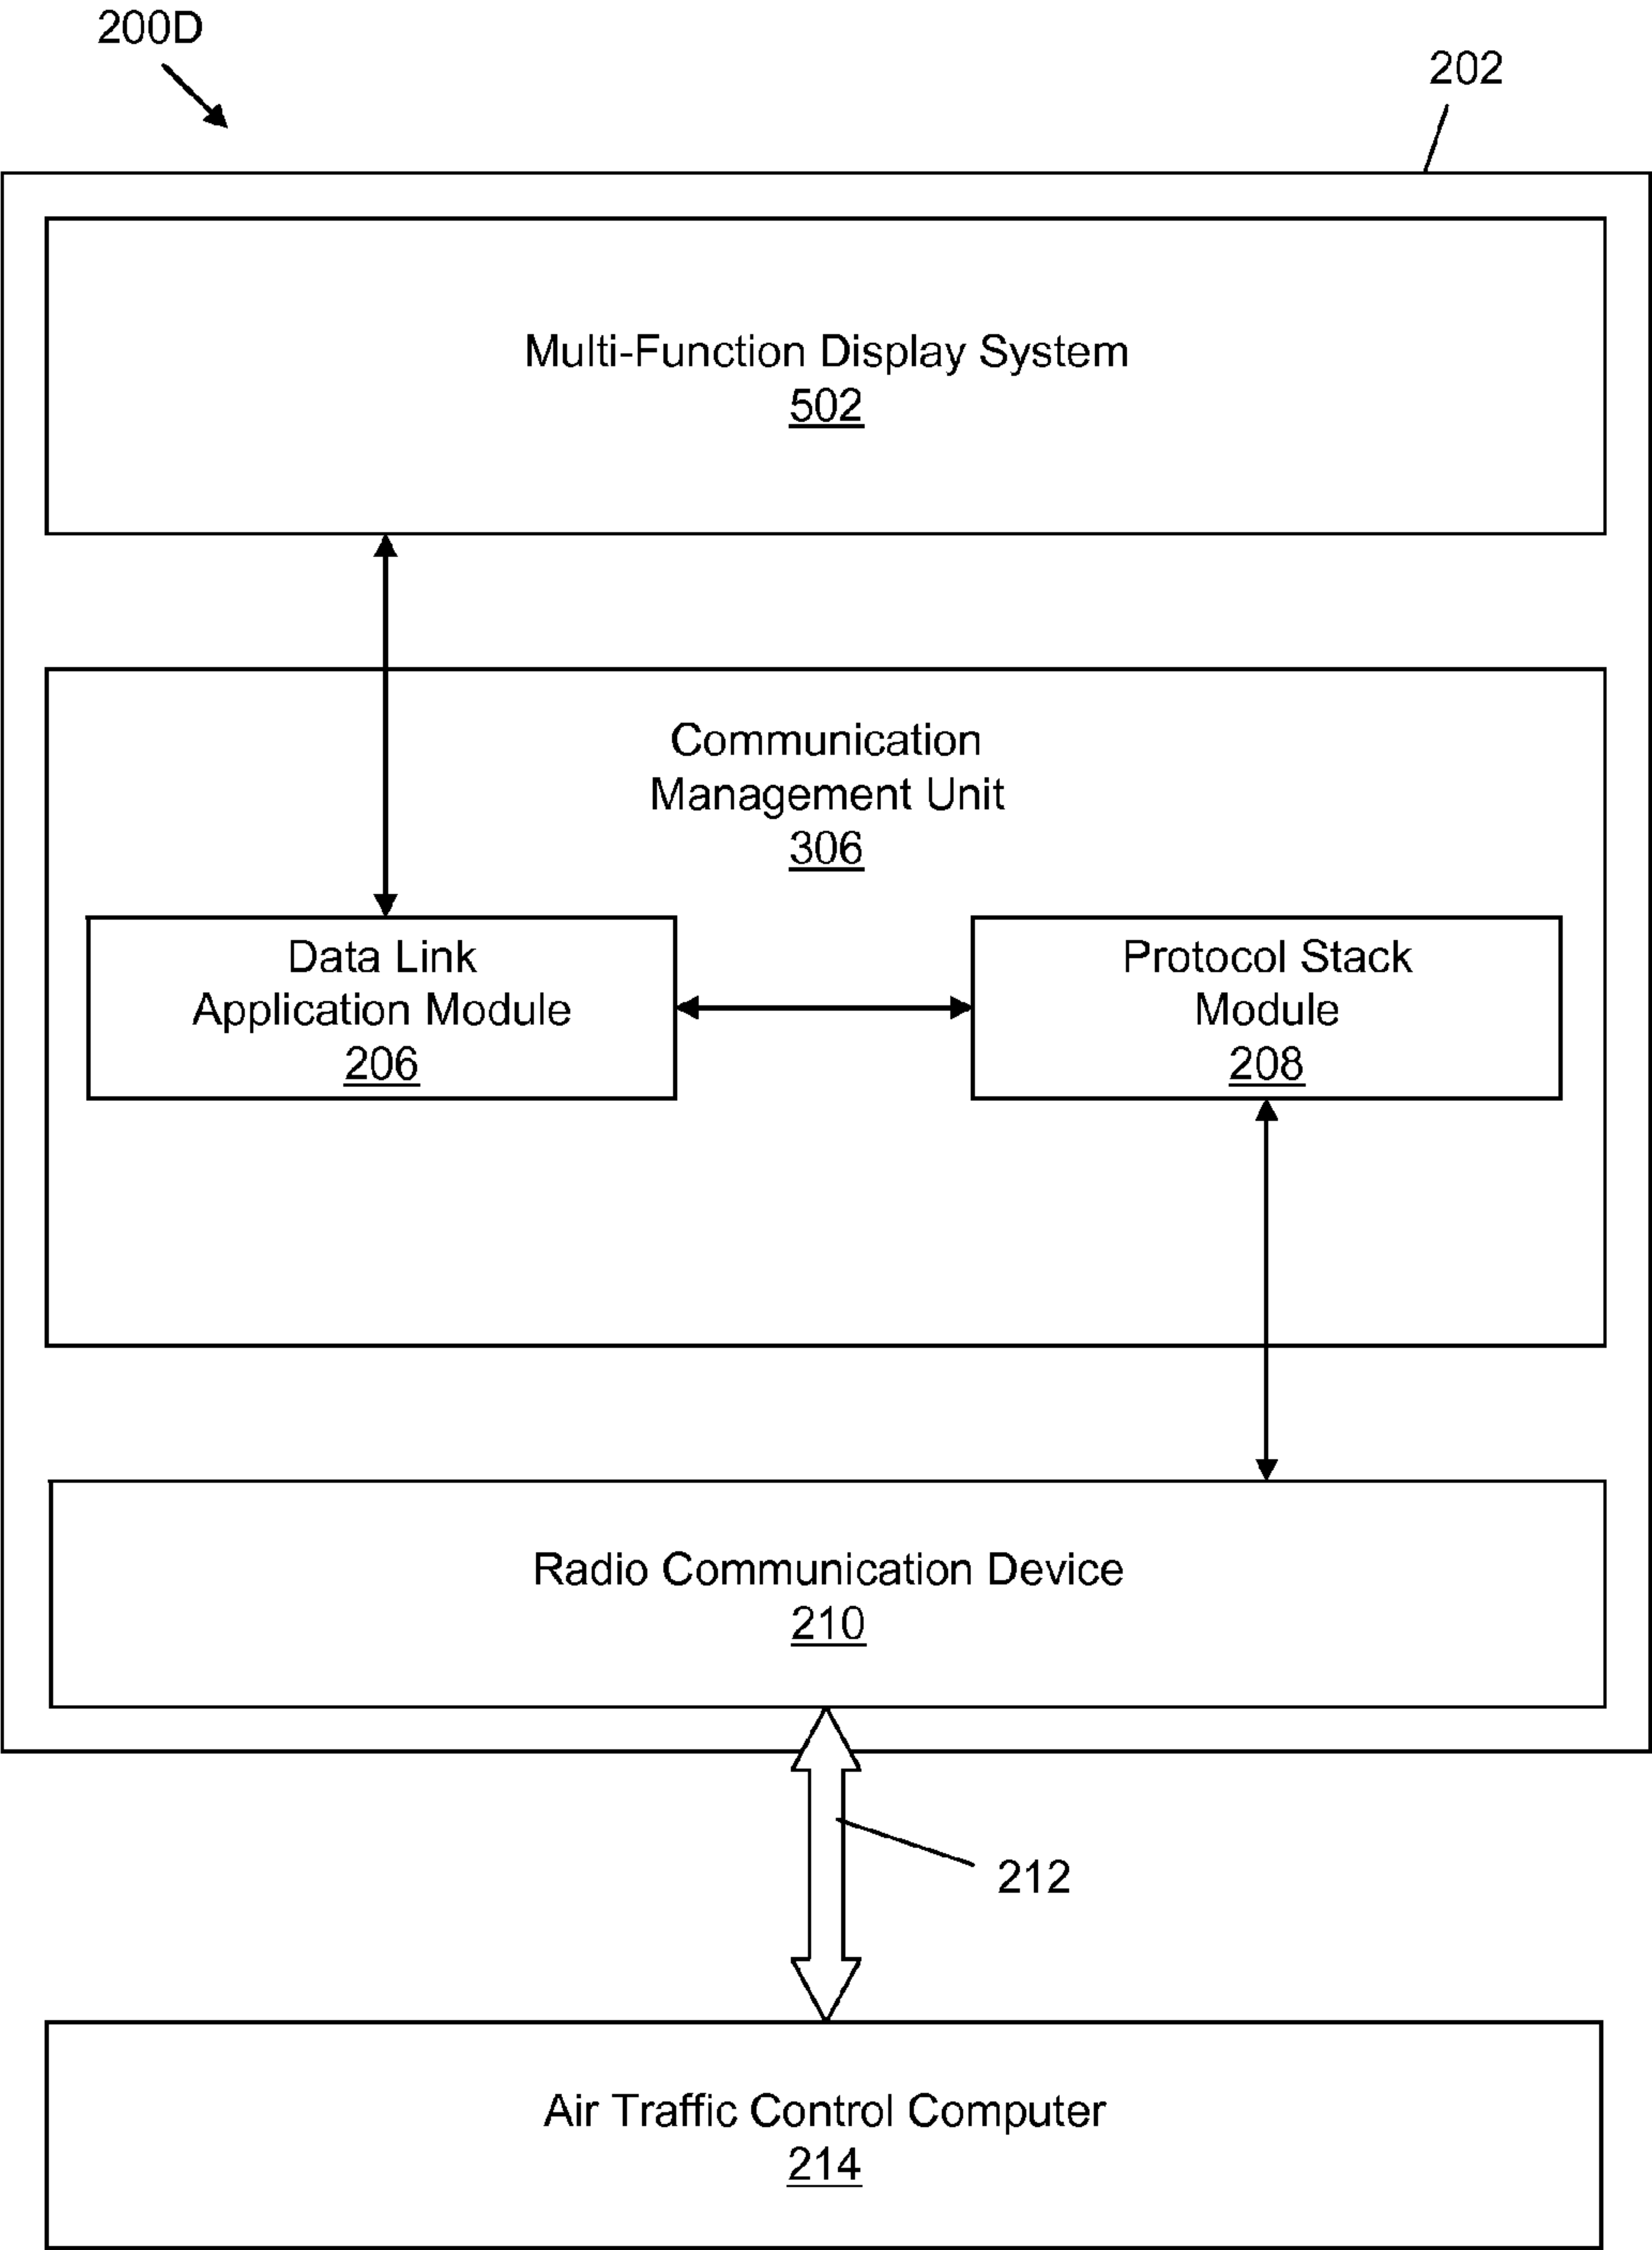 200D
202
Multi-Function Display System
502
Communication
Management Unit
306
Data Link
Application Module
206
Protocol Stack
Module
208
Radio Communication Device
210
212
Air Traffic Control Computer
214